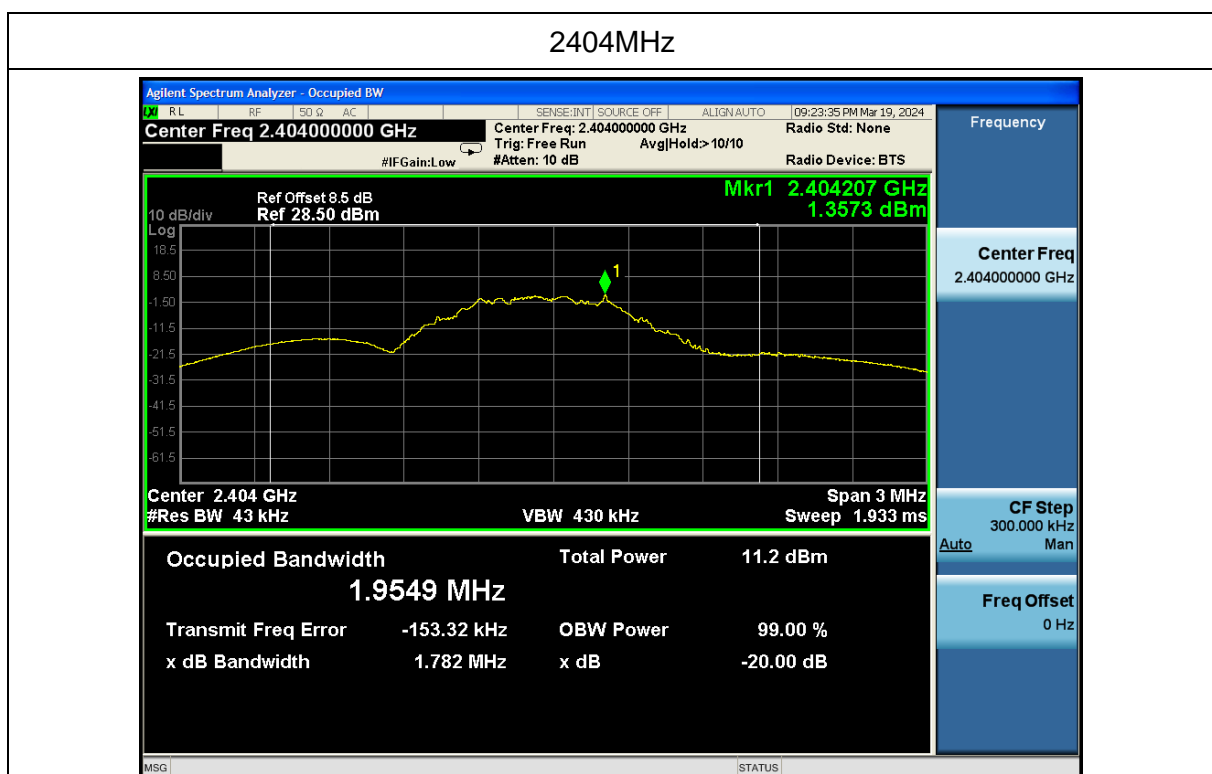 2404MHz
Agilent Spectrum Analyzer - Occupied BW
LXI RL RF 50 Ω AC SENSE:INT SOURCE OFF ALIGN AUTO 09:23:35 PM Mar 19, 2024
Center Freq 2.404000000 GHz
Center Freq: 2.404000000 GHz
Radio Std: None
Trig: Free Run Avg|Hold:>10/10
#IFGain:Low
#Atten: 10 dB
Radio Device: BTS
Mkr1 2.404207 GHz
1.3573 dBm
Ref Offset 8.5 dB
10 dB/div Ref 28.50 dBm
Log
18.5
8.50
-1.50
-11.5
-21.5
-31.5
-41.5
-51.5
-61.5
1
Center 2.404 GHz Span 3 MHz
#Res BW 43 kHz VBW 430 kHz Sweep 1.933 ms
Occupied Bandwidth Total Power 11.2 dBm
1.9549 MHz
Transmit Freq Error -153.32 kHz OBW Power 99.00 %
x dB Bandwidth 1.782 MHz x dB -20.00 dB
MSG STATUS
Frequency
Center Freq
2.404000000 GHz
CF Step
300.000 kHz
Auto Man
Freq Offset
0 Hz